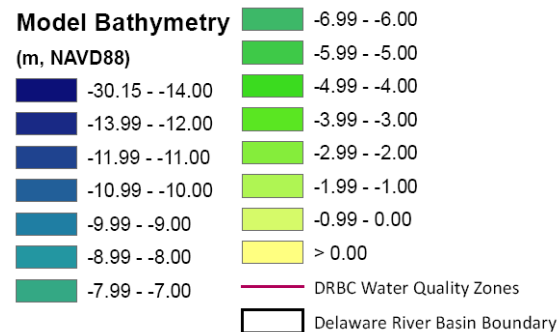 Model Bathymetry
(m, NAVD88)
-30.15 - -14.00
-13.99 - -12.00
-11.99 - -11.00
-10.99 - -10.00
-9.99 - -9.00
-8.99 - -8.00
-7.99 - -7.00
-6.99 - -6.00
-5.99 - -5.00
-4.99 - -4.00
-3.99 - -3.00
-2.99 - -2.00
-1.99 - -1.00
-0.99 - 0.00
> 0.00
DRBC Water Quality Zones
Delaware River Basin Boundary